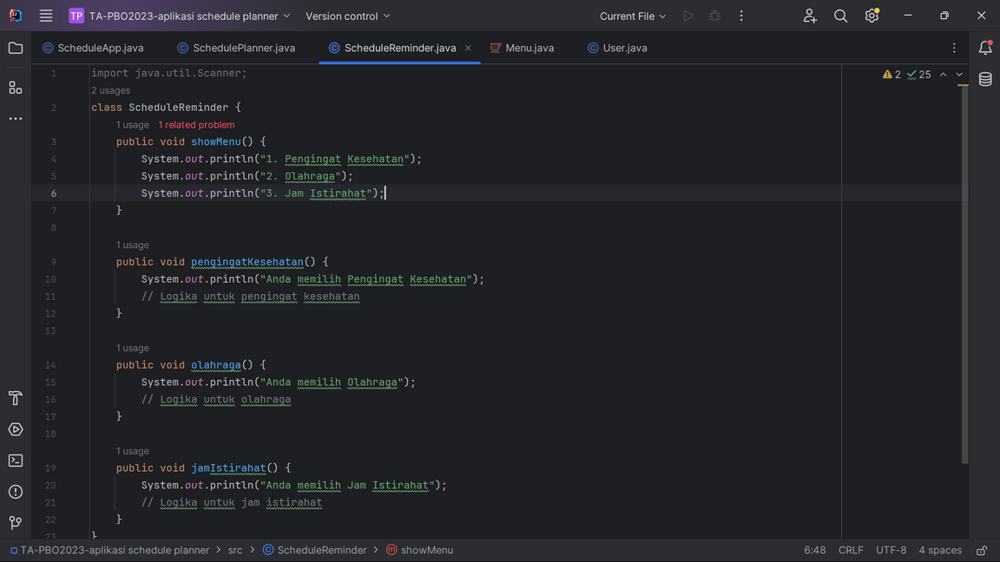 TP TA-PBO2023-aplikasi schedule planner Version control Current File
ScheduleApp.java SchedulePlanner.java ScheduleReminder.java Menu.java User.java
2 25
1 import java.util.Scanner;
2 usages
2 class ScheduleReminder {
1 usage 1 related problem
3 public void showMenu() {
4 System.out.println("1. Pengingat Kesehatan");
5 System.out.println("2. Olahraga");
6 System.out.println("3. Jam Istirahat");
7 }
8
1 usage
9 public void pengingatKesehatan() {
10 System.out.println("Anda memilih Pengingat Kesehatan");
11 // Logika untuk pengingat kesehatan
12 }
13
1 usage
14 public void olahraga() {
15 System.out.println("Anda memilih Olahraga");
16 // Logika untuk olahraga
17 }
18
1 usage
19 public void jamIstirahat() {
20 System.out.println("Anda memilih Jam Istirahat");
21 // Logika untuk jam istirahat
22 }
23 }
TA-PBO2023-aplikasi schedule planner > src > ScheduleReminder > showMenu 6:48 CRLF UTF-8 4 spaces